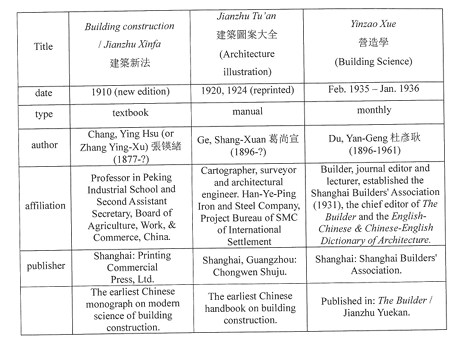 Title
Building construction
/ Jianzhu Xinfa
建築新法
Jianzhu Tu'an
建築圖案大全
(Architecture
illustration)
Yinzao Xue
營造學
(Building Science)
date
1910 (new edition)
1920, 1924 (reprinted)
Feb. 1935 – Jan. 1936
type
textbook
manual
monthly
author
Chang, Ying Hsu (or
Zhang Ying-Xu) 張鍈緒
(1877-?)
Ge, Shang-Xuan 葛尚宣
(1896-?)
Du, Yan-Geng 杜彥耿
(1896-1961)
affiliation
Professor in Peking
Industrial School and
Second Assistant
Secretary, Board of
Agriculture, Work, &
Commerce, China.
Cartographer, surveyor
and architectural
engineer. Han-Ye-Ping
Iron and Steel Company,
Project Bureau of SMC
of International
Settlement
Builder, journal editor and
lecturer, established the
Shanghai Builders' Association
(1931), the chief editor of The
Builder and the English-
Chinese & Chinese-English
Dictionary of Architecture.
publisher
Shanghai: Printing
Commercial
Press, Ltd.
Shanghai, Guangzhou:
Chongwen Shuju.
Shanghai: Shanghai Builders'
Association.
The earliest Chinese
monograph on modern
science of building
construction.
The earliest Chinese
handbook on building
construction.
Published in: The Builder /
Jianzhu Yuekan.